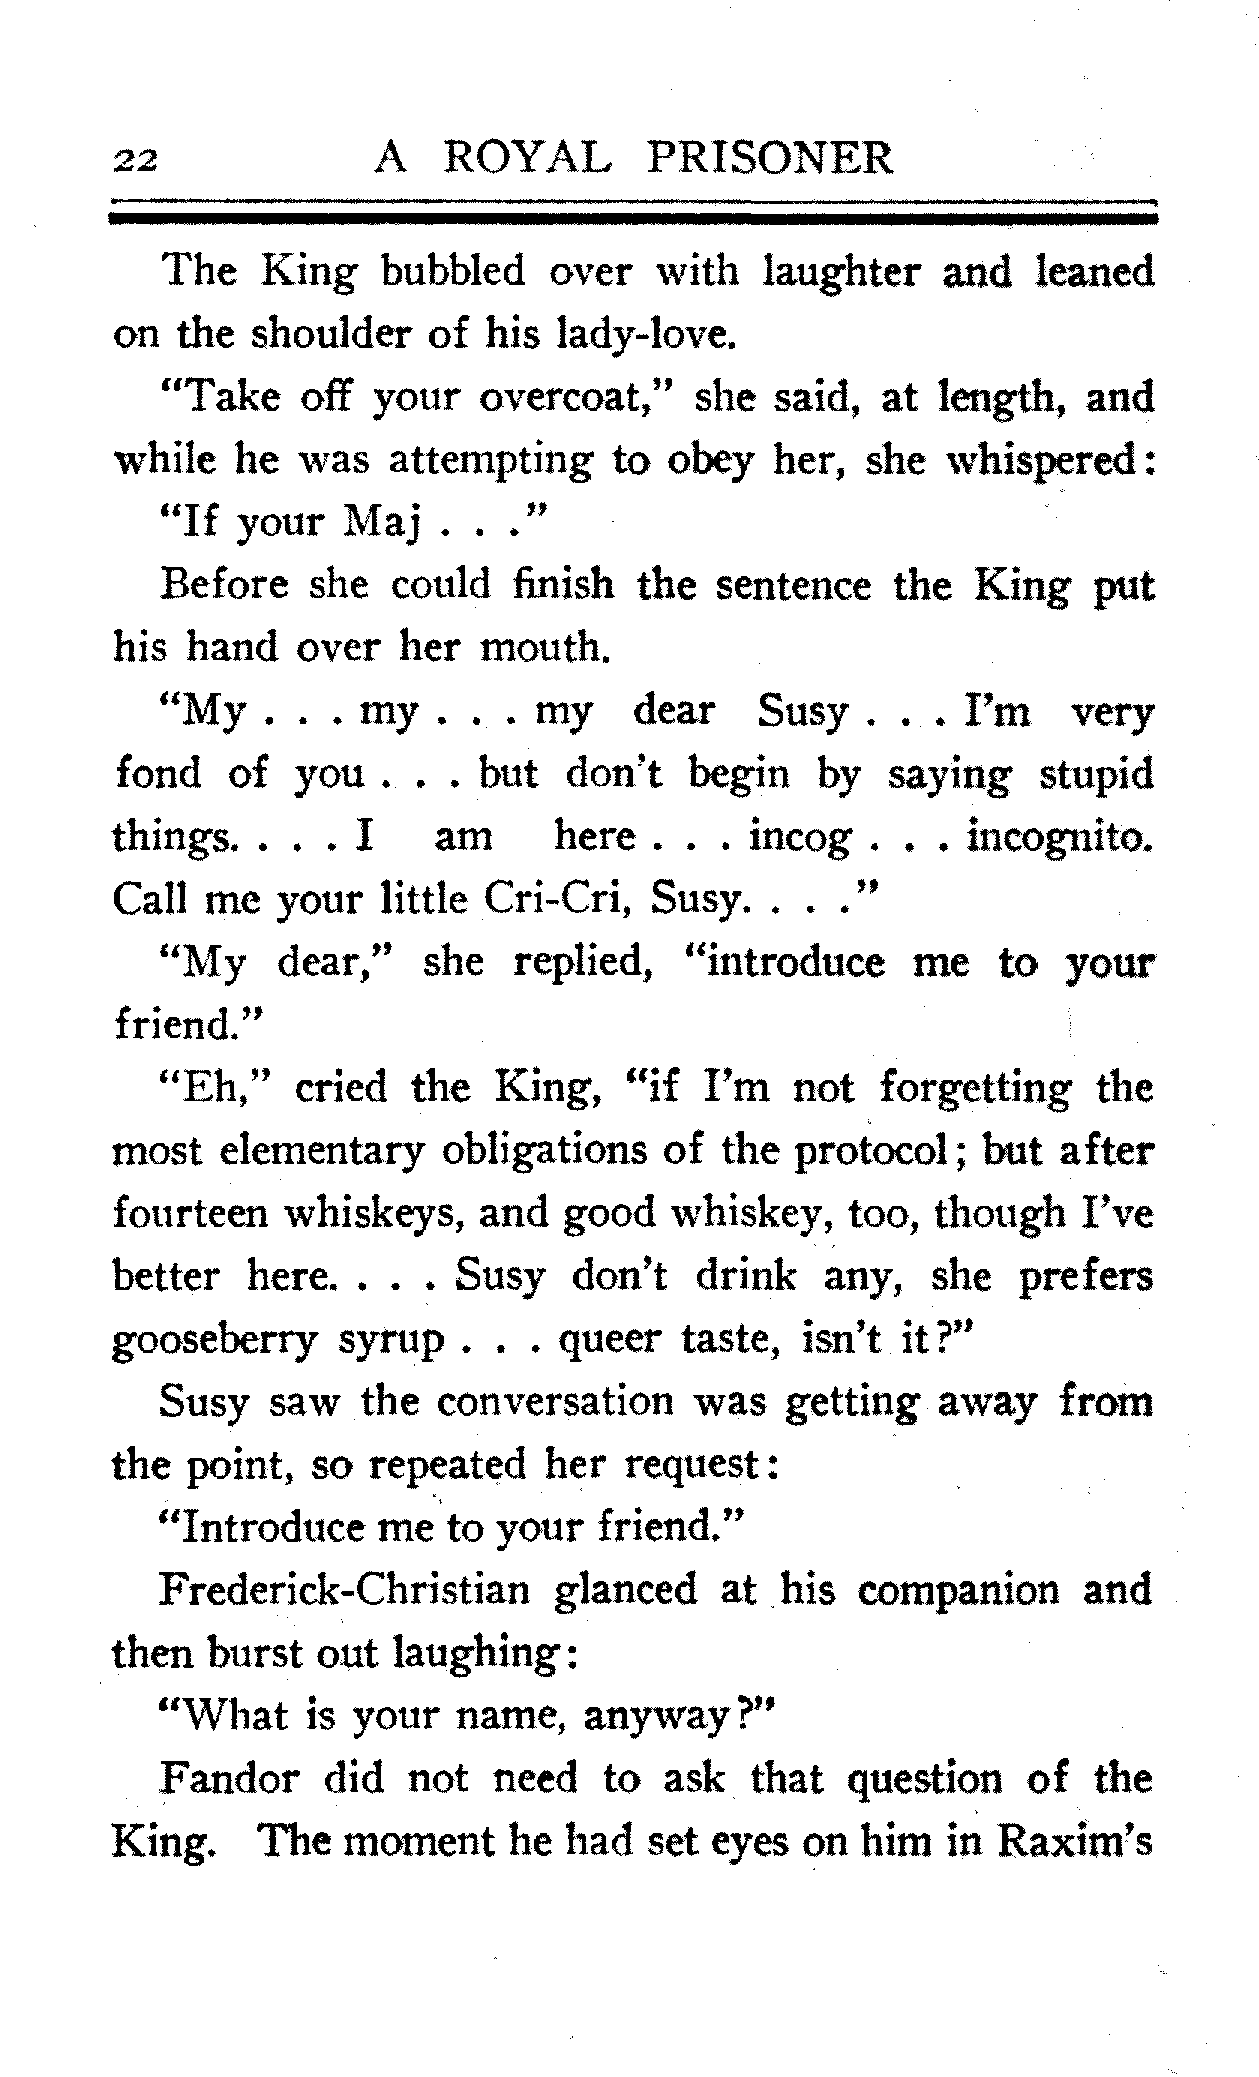 22 A ROYAL PRISONER
The King bubbled over with laughter and leaned
on the shoulder of his lady-love.
“Take off your overcoat,” she said, at length, and
while he was attempting to obey her, she whispered:
“If your Maj . . .”
Before she could finish the sentence the King put
his hand over her mouth.
“My . . . my . . . my dear Susy . . . I’m very
fond of you . . . but don’t begin by saying stupid
things. . . . I am here . . . incog . . . incognito.
Call me your little Cri-Cri, Susy. . . .”
“My dear,” she replied, “introduce me to your
friend.”
“Eh,” cried the King, “if I’m not forgetting the
most elementary obligations of the protocol; but after
fourteen whiskeys, and good whiskey, too, though I’ve
better here. . . . Susy don’t drink any, she prefers
gooseberry syrup . . . queer taste, isn’t it?”
Susy saw the conversation was getting away from
the point, so repeated her request:
“Introduce me to your friend.”
Frederick-Christian glanced at his companion and
then burst out laughing:
“What is your name, anyway?”
Fandor did not need to ask that question of the
King. The moment he had set eyes on him in Raxim’s